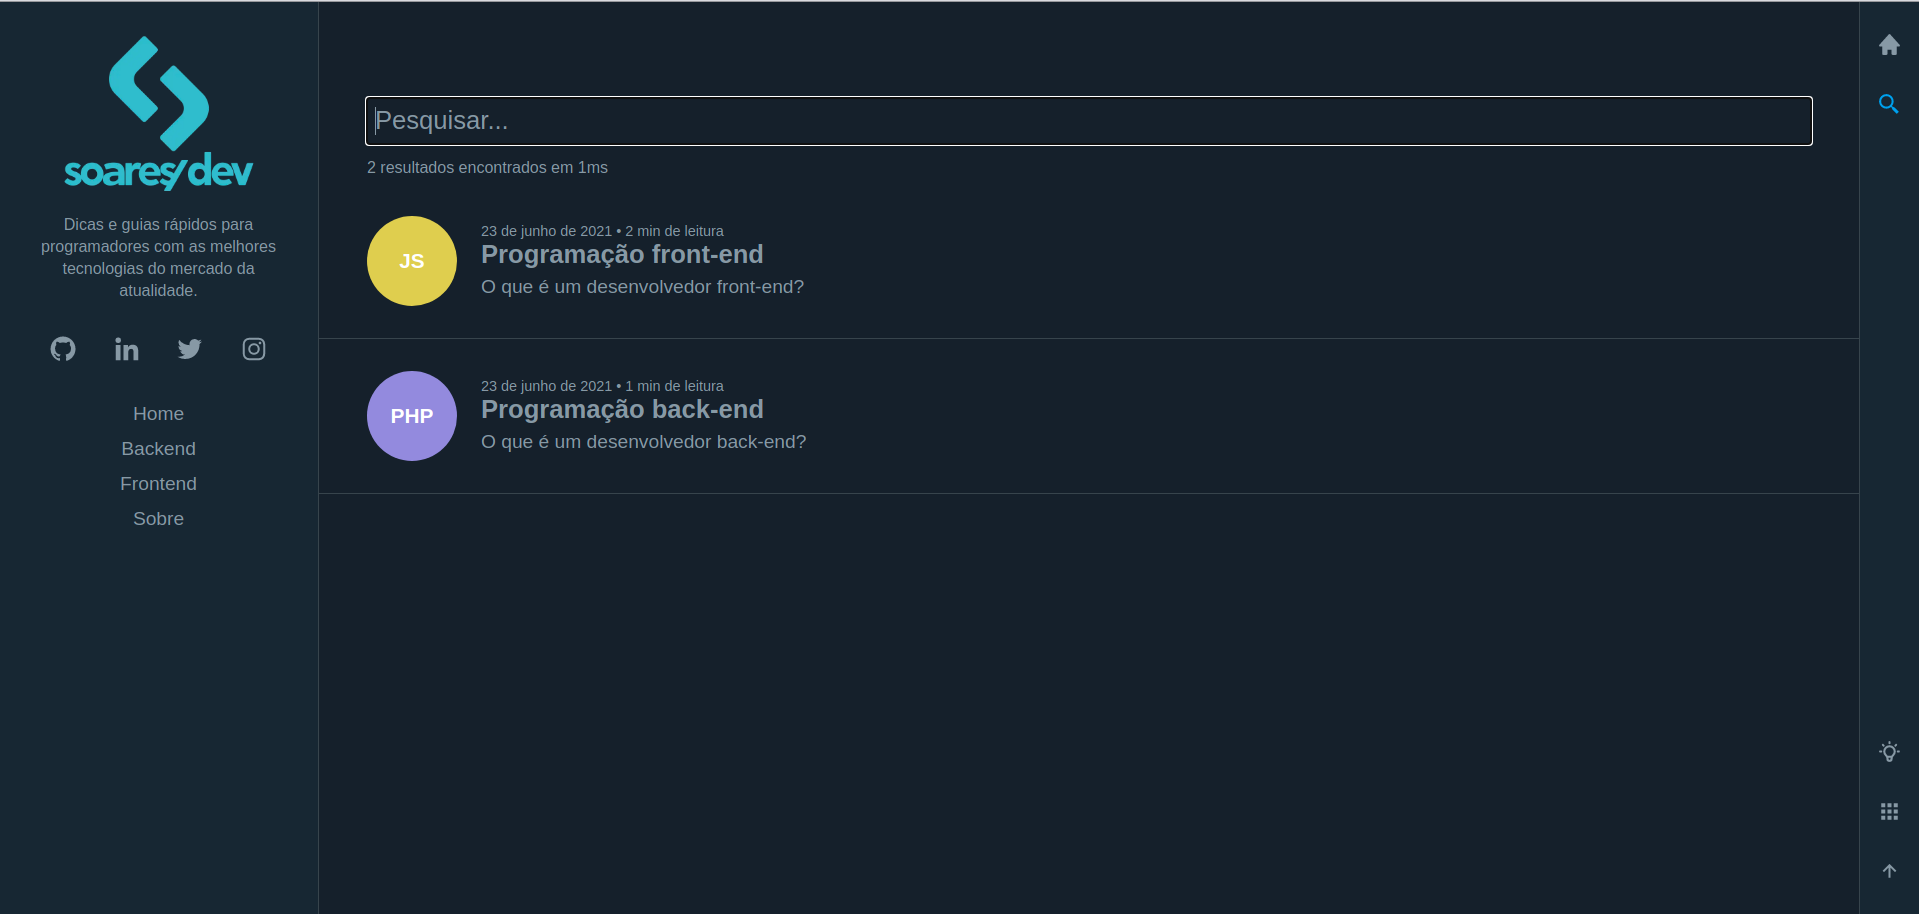 soares/dev
Dicas e guias rápidos para
programadores com as melhores
tecnologias do mercado da
atualidade.
Home
Backend
Frontend
Sobre
Pesquisar...
2 resultados encontrados em 1ms
JS
23 de junho de 2021 • 2 min de leitura
Programação front-end
O que é um desenvolvedor front-end?
PHP
23 de junho de 2021 • 1 min de leitura
Programação back-end
O que é um desenvolvedor back-end?